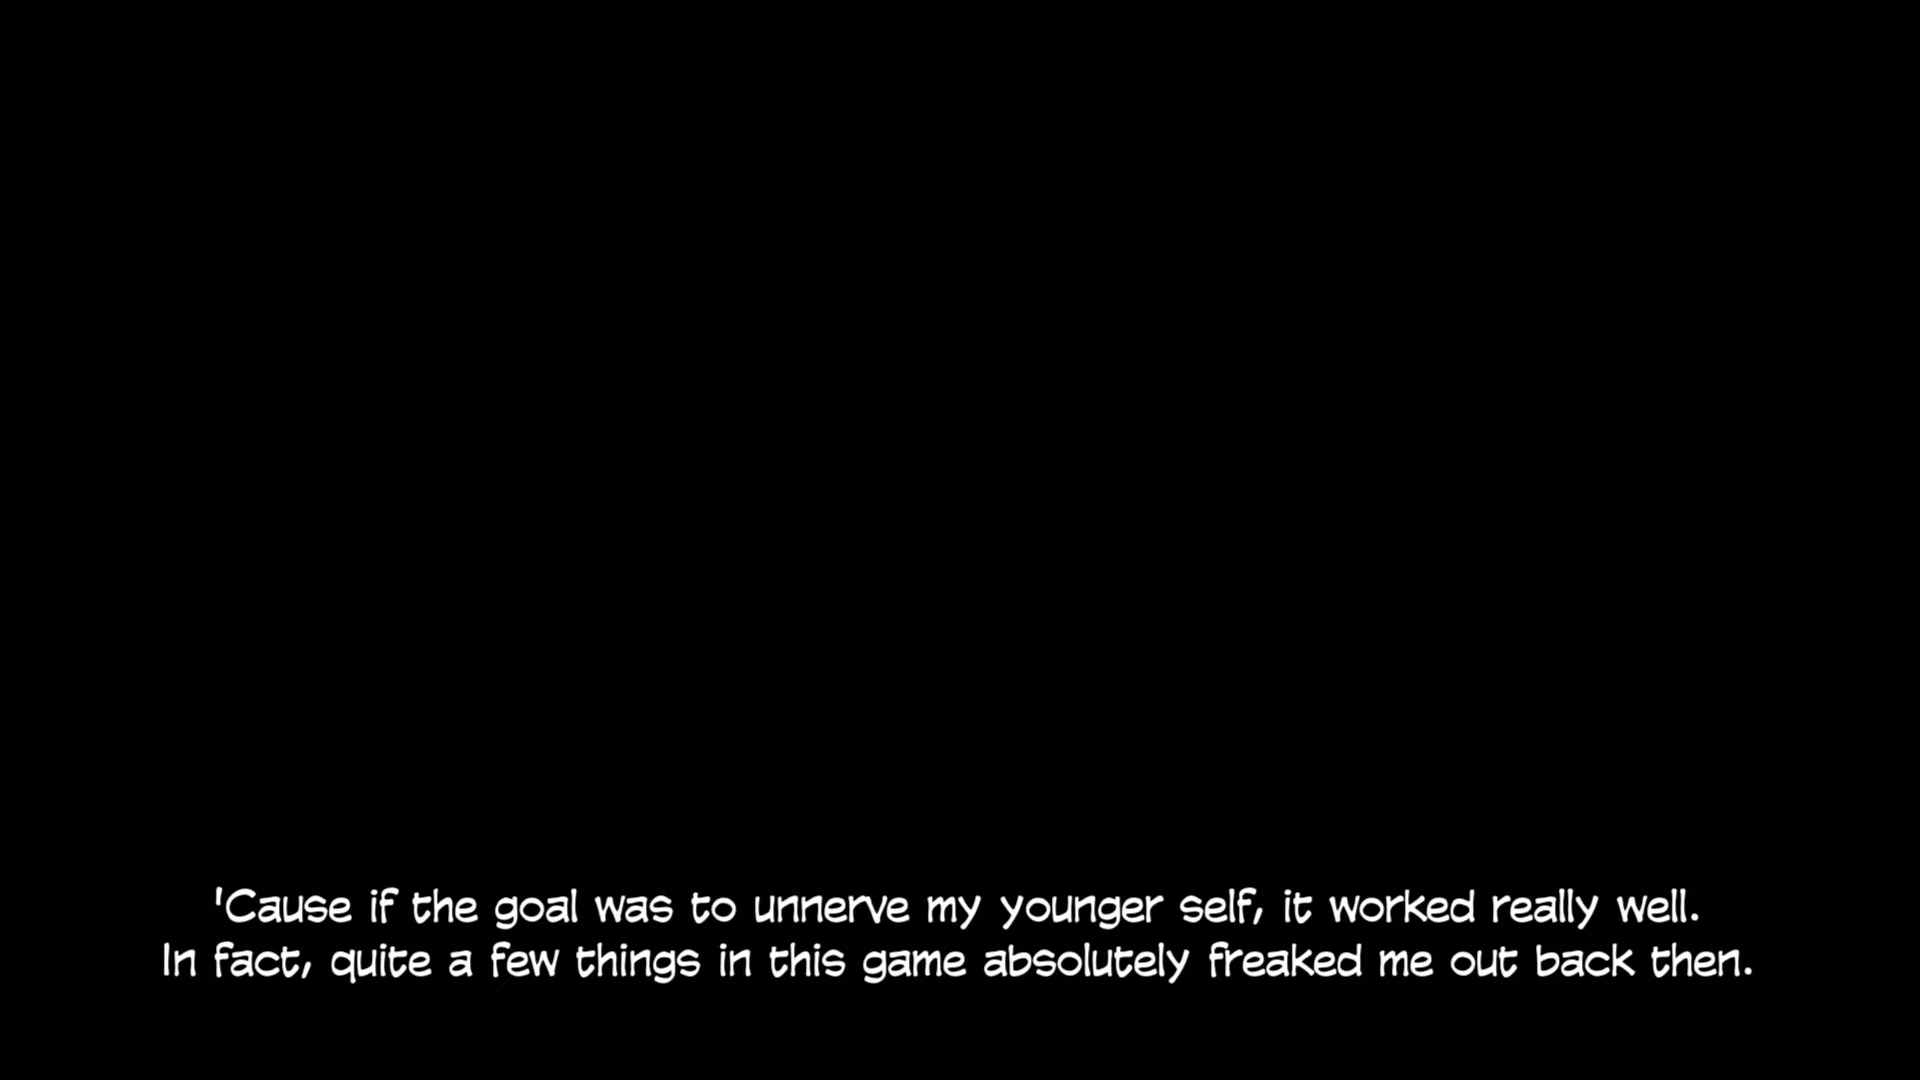 'Cause if the goal was to unnerve my younger self, it worked really well.
In fact, quite a few things in this game absolutely freaked me out back then.